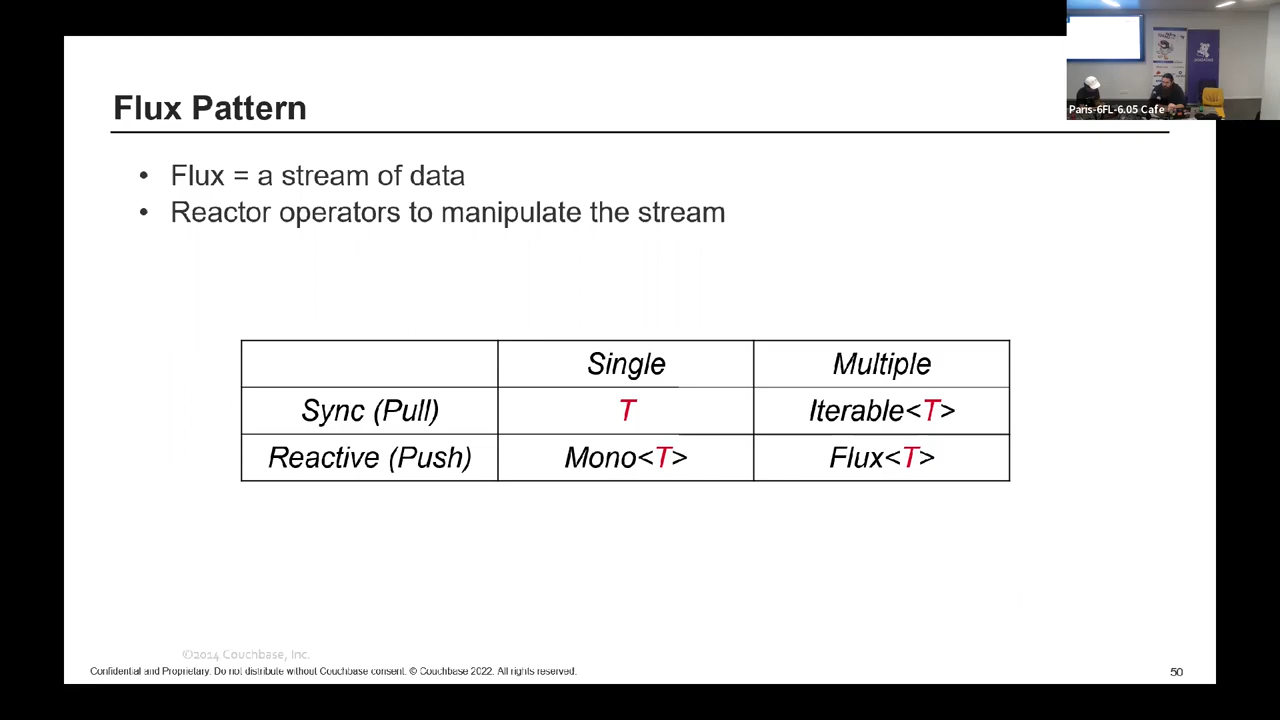 Flux Pattern
Paris-6FL-6.05 Cafe
• Flux = a stream of data
• Reactor operators to manipulate the stream
Single Multiple
Sync (Pull) T Iterable<T>
Reactive (Push) Mono<T> Flux<T>
©2014 Couchbase, Inc.
Confidential and Proprietary. Do not distribute without Couchbase consent. © Couchbase 2022. All rights reserved.
50